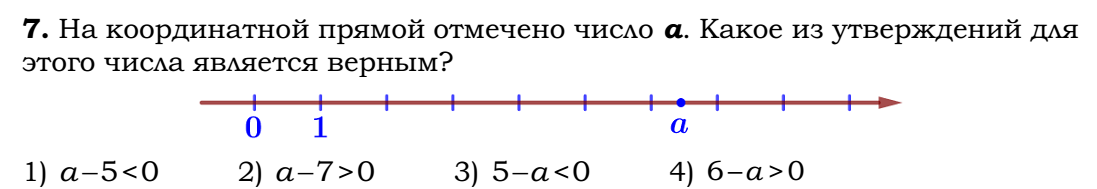 7. На координатной прямой отмечено число a. Какое из утверждений для
этого числа является верным?
0 1 a
1) a–5<0 2) a–7>0 3) 5–a<0 4) 6–a>0